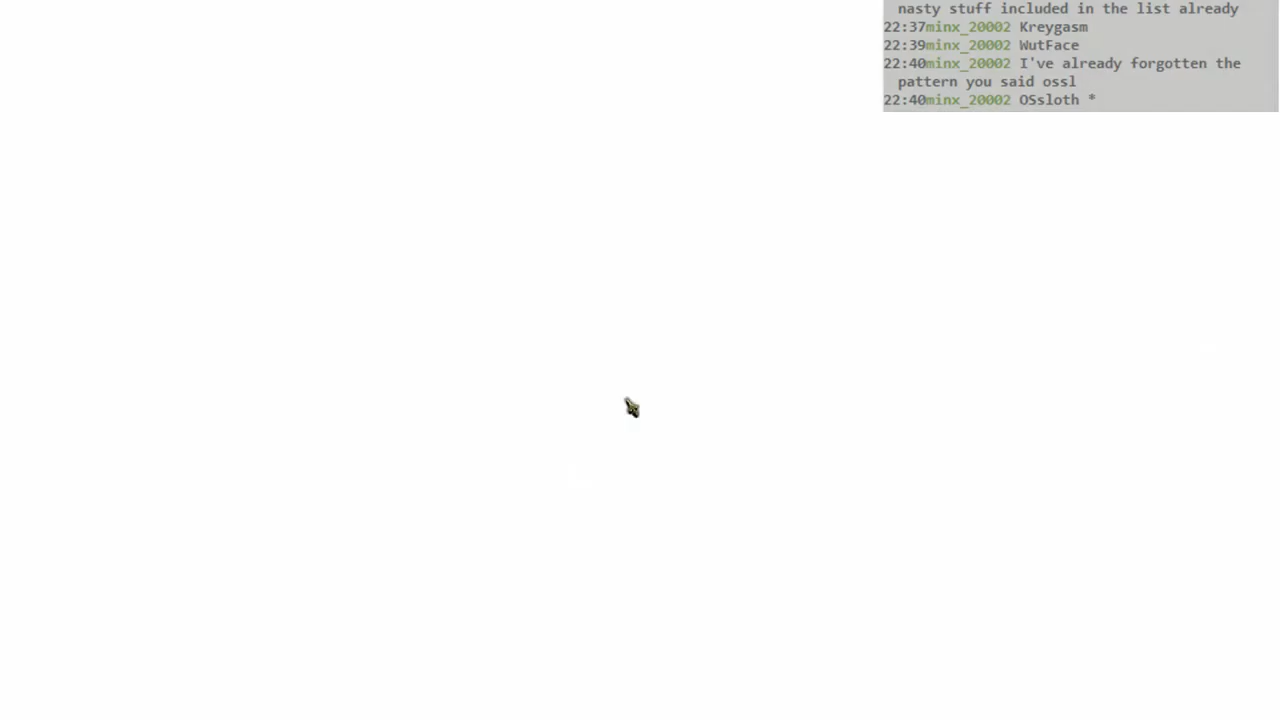 nasty stuff included in the list already
22:37minx_20002 Kreygasm
22:39minx_20002 WutFace
22:40minx_20002 I've already forgotten the
pattern you said ossl
22:40minx_20002 OSsloth *